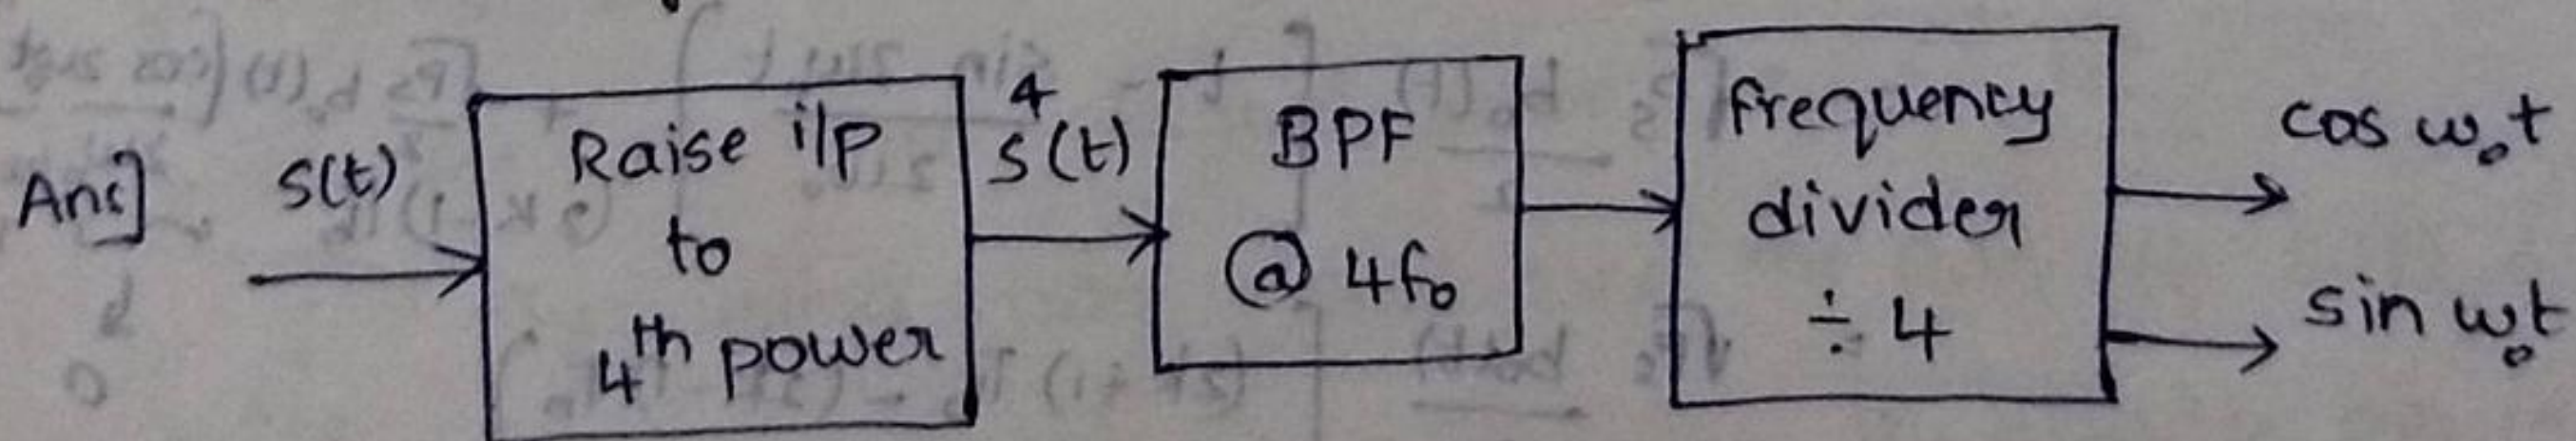 Ans]
S(t)
Raise i/p
to
4th power
S⁴(t)
BPF
@ 4f₀
frequency
divider
÷ 4
cos ω₀t
sin ω₀t